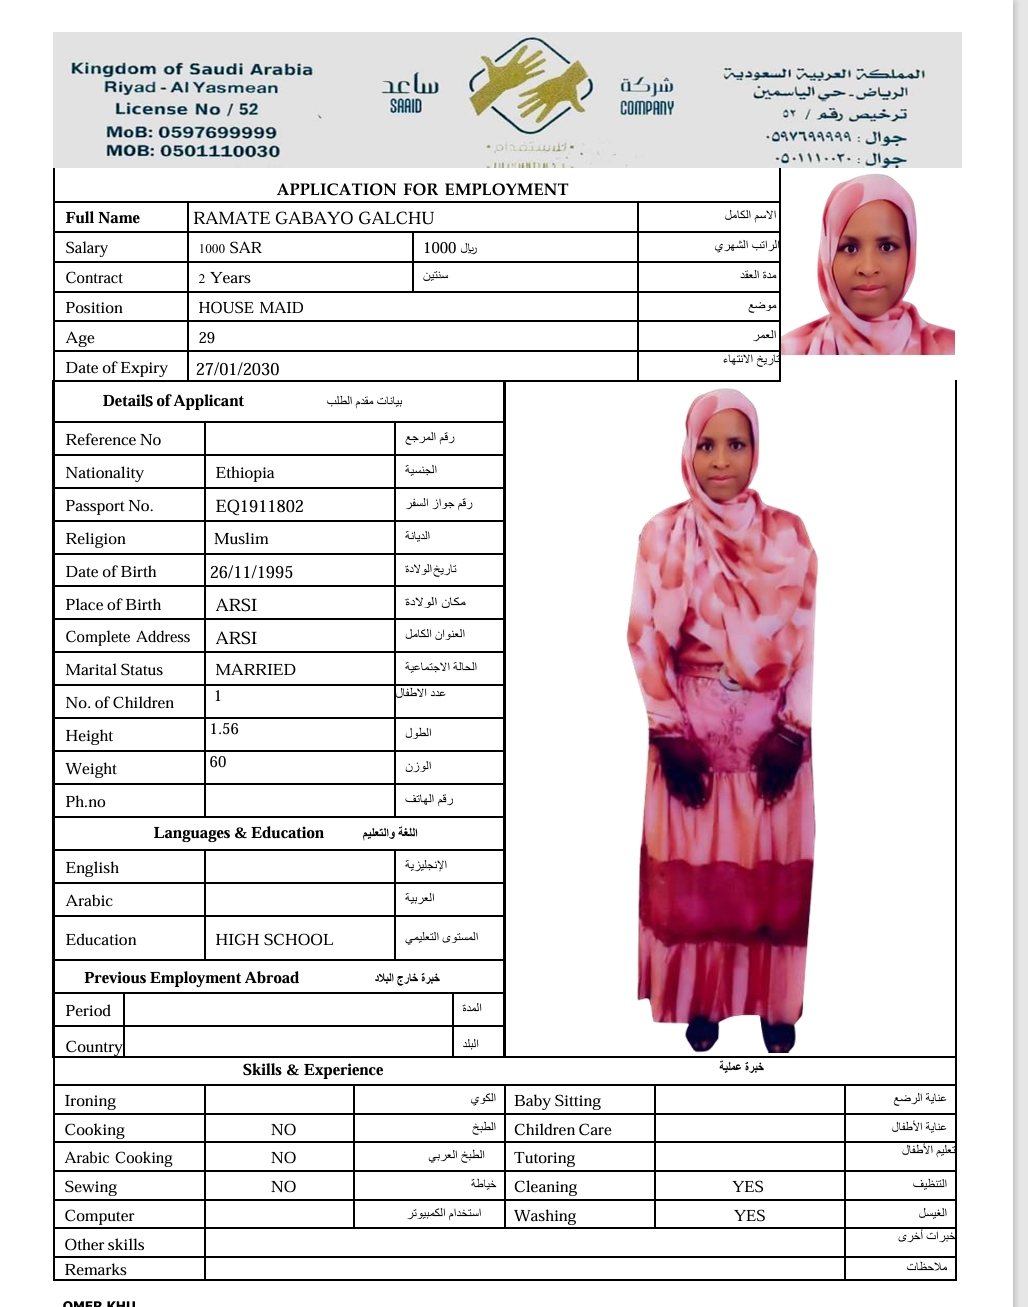 Kingdom of Saudi Arabia
Riyad - Al Yasmean
License No / 52
MoB: 0597699999
MOB: 0501110030
ساعد
SAAID
شركة
COMPANY
للاستقدام
المملكة العربية السعودية
الرياض - حي الياسمين
ترخيص رقم / ٥٢
جوال : ٠٥٩٧٦٩٩٩٩٩
جوال : ٠٥٠١١١٠٠٣٠
APPLICATION FOR EMPLOYMENT
Full Name RAMATE GABAYO GALCHU الاسم الكامل
Salary 1000 SAR 1000 ريال الراتب الشهري
Contract 2 Years سنتين مدة العقد
Position HOUSE MAID موضع
Age 29 العمر
Date of Expiry 27/01/2030 تاريخ الانتهاء
Details of Applicant بيانات مقدم الطلب
Reference No رقم المرجع
Nationality Ethiopia الجنسية
Passport No. EQ1911802 رقم جواز السفر
Religion Muslim الديانة
Date of Birth 26/11/1995 تاريخ الولادة
Place of Birth ARSI مكان الولادة
Complete Address ARSI العنوان الكامل
Marital Status MARRIED الحالة الاجتماعية
No. of Children 1 عدد الاطفال
Height 1.56 الطول
Weight 60 الوزن
Ph.no رقم الهاتف
Languages & Education اللغة والتعليم
English الإنجليزية
Arabic العربية
Education HIGH SCHOOL المستوى التعليمي
Previous Employment Abroad خبرة خارج البلاد
Period المدة
Country البلد
Skills & Experience خبرة عملية
Ironing الكوي Baby Sitting عناية الرضع
Cooking NO الطبخ Children Care عناية الأطفال
Arabic Cooking NO الطبخ العربي Tutoring تعليم الأطفال
Sewing NO خياطة Cleaning YES التنظيف
Computer استخدام الكمبيوتر Washing YES الغيسل
Other skills خبرات أخرى
Remarks ملاحظات
OMER KHU